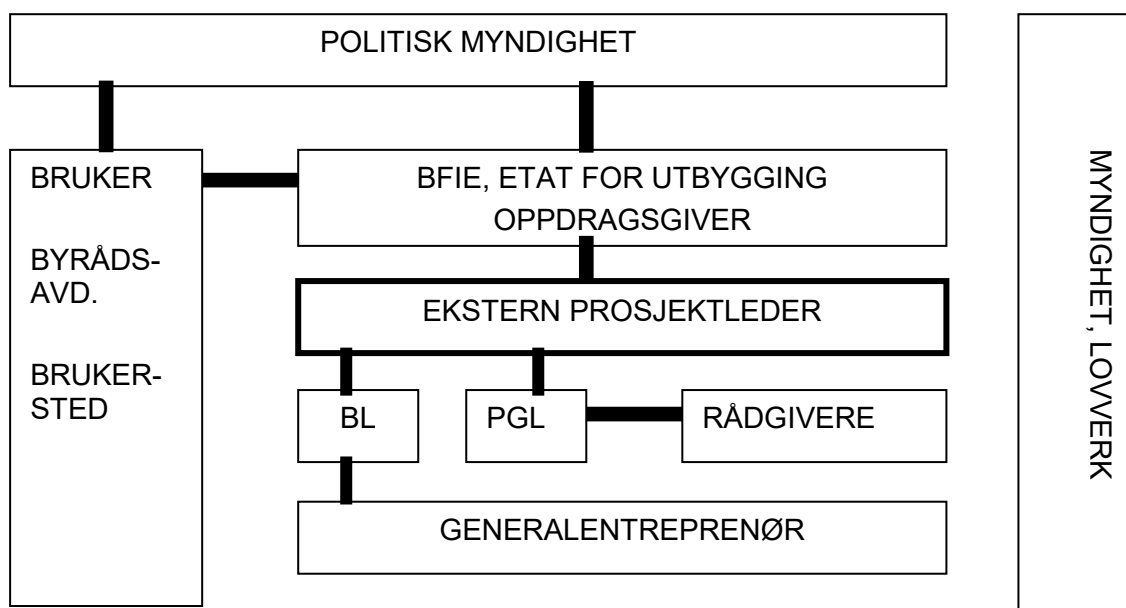 POLITISK MYNDIGHET
BRUKER
BYRÅDS-
AVD.
BRUKER-
STED
BFIE, ETAT FOR UTBYGGING
OPPDRAGSGIVER
EKSTERN PROSJEKTLEDER
BL
PGL
RÅDGIVERE
GENERALENTREPRENØR
MYNDIGHET, LOVVERK